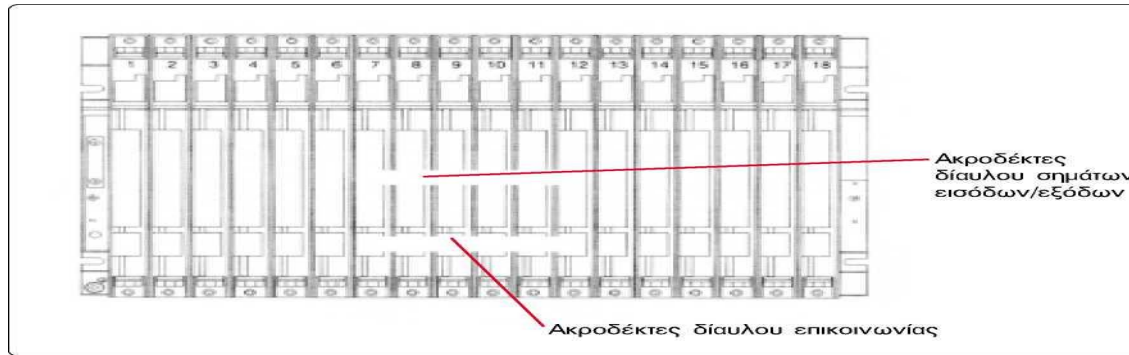 1 2 3 4 5 6 7 8 9 10 11 12 13 14 15 16 17 18
Ακροδέκτες
δίαυλου σημάτων
εισόδων/εξόδων
Ακροδέκτες δίαυλου επικοινωνίας